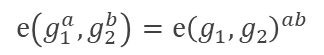 e(g₁ᵃ, g₂ᵇ) = e(g₁, g₂)ᵃᵇ